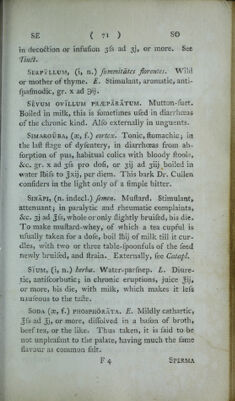 SE ( 71 ) SO
in decoction or infusion ʒſs ad ʒj, or more. See
Tinct.
SERPYLLUM, (i, n.) ſummitates florentes. Wild
or mother of thyme. E. Stimulant, aromatic, anti-
ſpaſmodic, gr. x ad ℈ij.
SEVUM OVILLUM PRÆPARATUM. Mutton-ſuet.
Boiled in milk, this is ſometimes uſed in diarrhœas
of the chronic kind. Alſo externally in unguents.
SIMAROUBA, (æ, f.) cortex. Tonic, ſtomachic; in
the laſt ſtage of dyſentery, in diarrhœas from ab-
ſorption of pus, habitual colics with bloody ſtools,
&c. gr. x ad ʒſs pro doſi, or ʒij ad ʒiij boiled in
water ℔iſs to ℥xij, per diem. This bark Dr. Cullen
conſiders in the light only of a ſimple bitter.
SINAPI, (n. indecl.) ſemen. Muſtard. Stimulant,
attenuant; in paralytic and rheumatic complaints,
&c. ʒj ad ℥ſs, whole or only ſlightly bruiſed, bis die.
To make muſtard-whey, of which a tea cupful is
uſually taken for a doſe, boil ℔ij of milk till it cur-
dles, with two or three table-ſpoonfuls of the ſeed
newly bruiſed, and ſtrain. Externally, ſee Catapl.
SIUM, (i, n.) herba. Water-parſnep. L. Diure-
tic, antiſcorbutic; in chronic eruptions, juice ℥ij,
or more, bis die, with milk, which makes it leſs
nauſeous to the taſte.
SODA (æ, f.) PHOSPHORATA. E. Mildly cathartic,
℥ſs ad ℥j, or more, diſſolved in a baſon of broth,
beef tea, or the like. Thus taken, it is ſaid to be
not unpleaſant to the palate, having much the ſame
flavour as common ſalt.
F 4 SPERMA